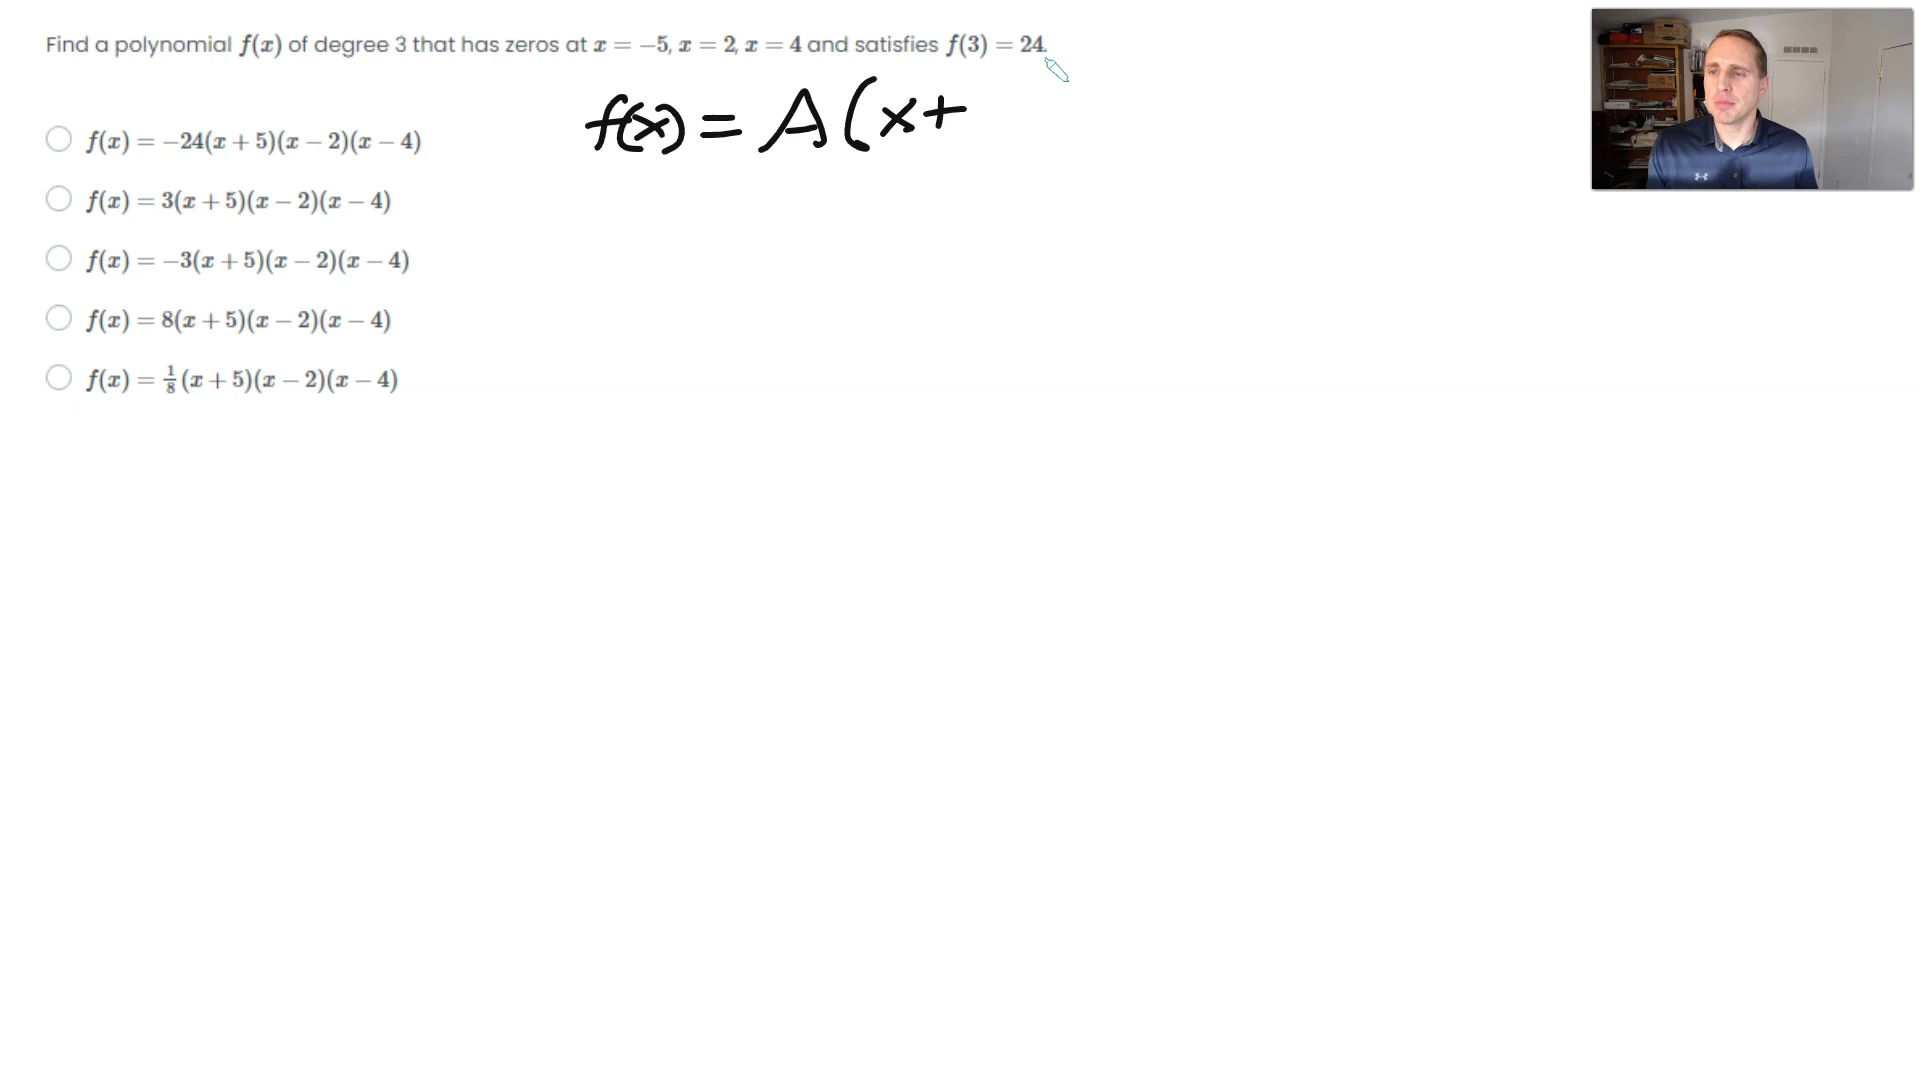 Find a polynomial f(x) of degree 3 that has zeros at x = −5, x = 2, x = 4 and satisfies f(3) = 24.
f(x) = A(x+
f(x) = −24(x + 5)(x − 2)(x − 4)
f(x) = 3(x + 5)(x − 2)(x − 4)
f(x) = −3(x + 5)(x − 2)(x − 4)
f(x) = 8(x + 5)(x − 2)(x − 4)
f(x) = 1/8 (x + 5)(x − 2)(x − 4)